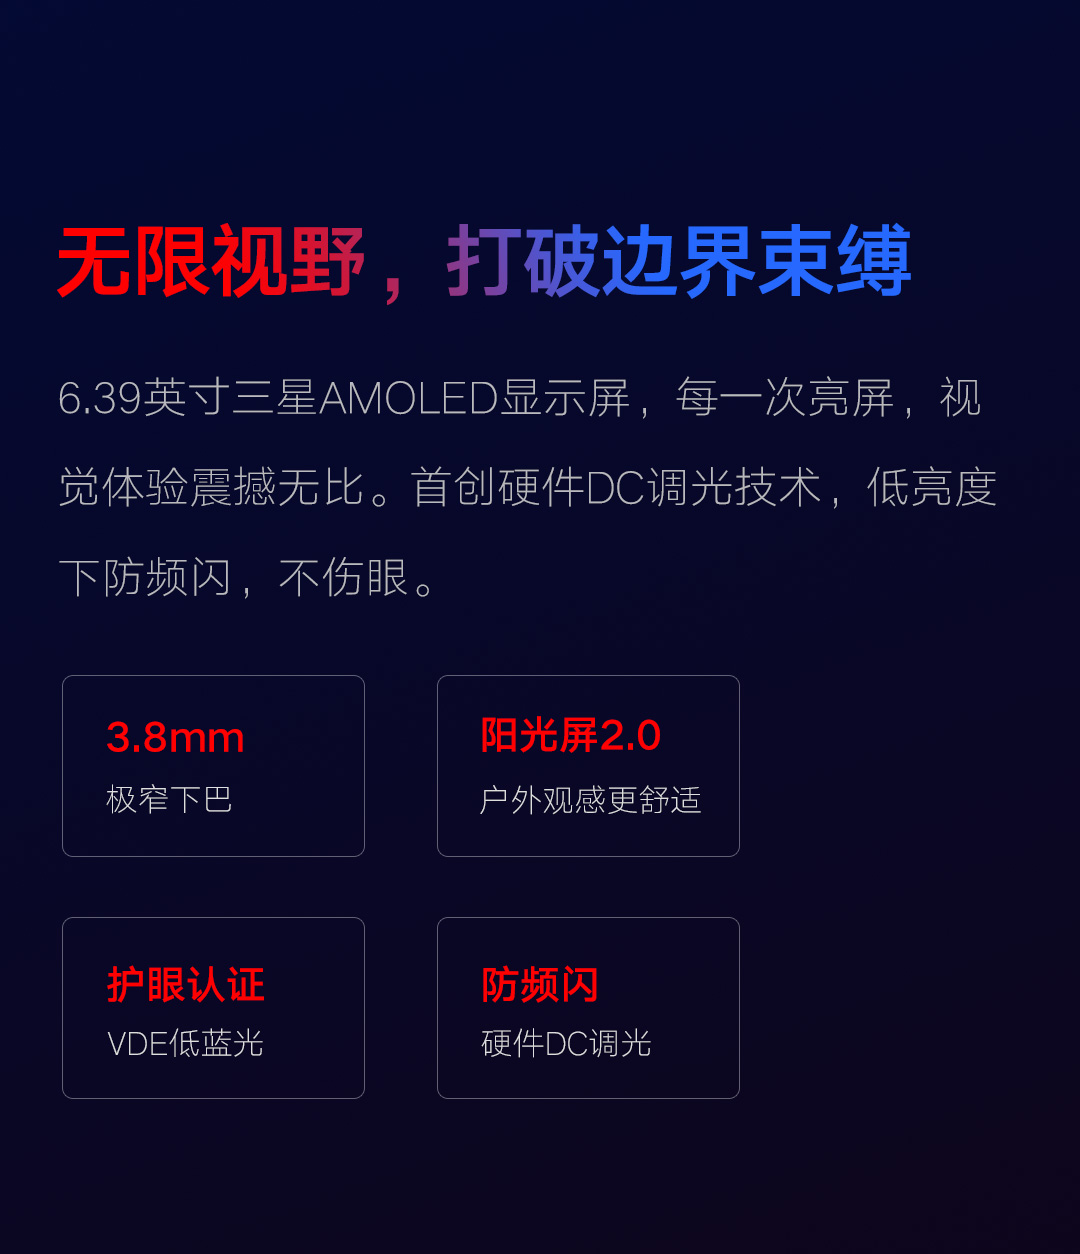 无限视野，打破边界束缚
6.39英寸三星AMOLED显示屏，每一次亮屏，视
觉体验震撼无比。首创硬件DC调光技术，低亮度
下防频闪，不伤眼。
3.8mm
极窄下巴
阳光屏2.0
户外观感更舒适
护眼认证
VDE低蓝光
防频闪
硬件DC调光